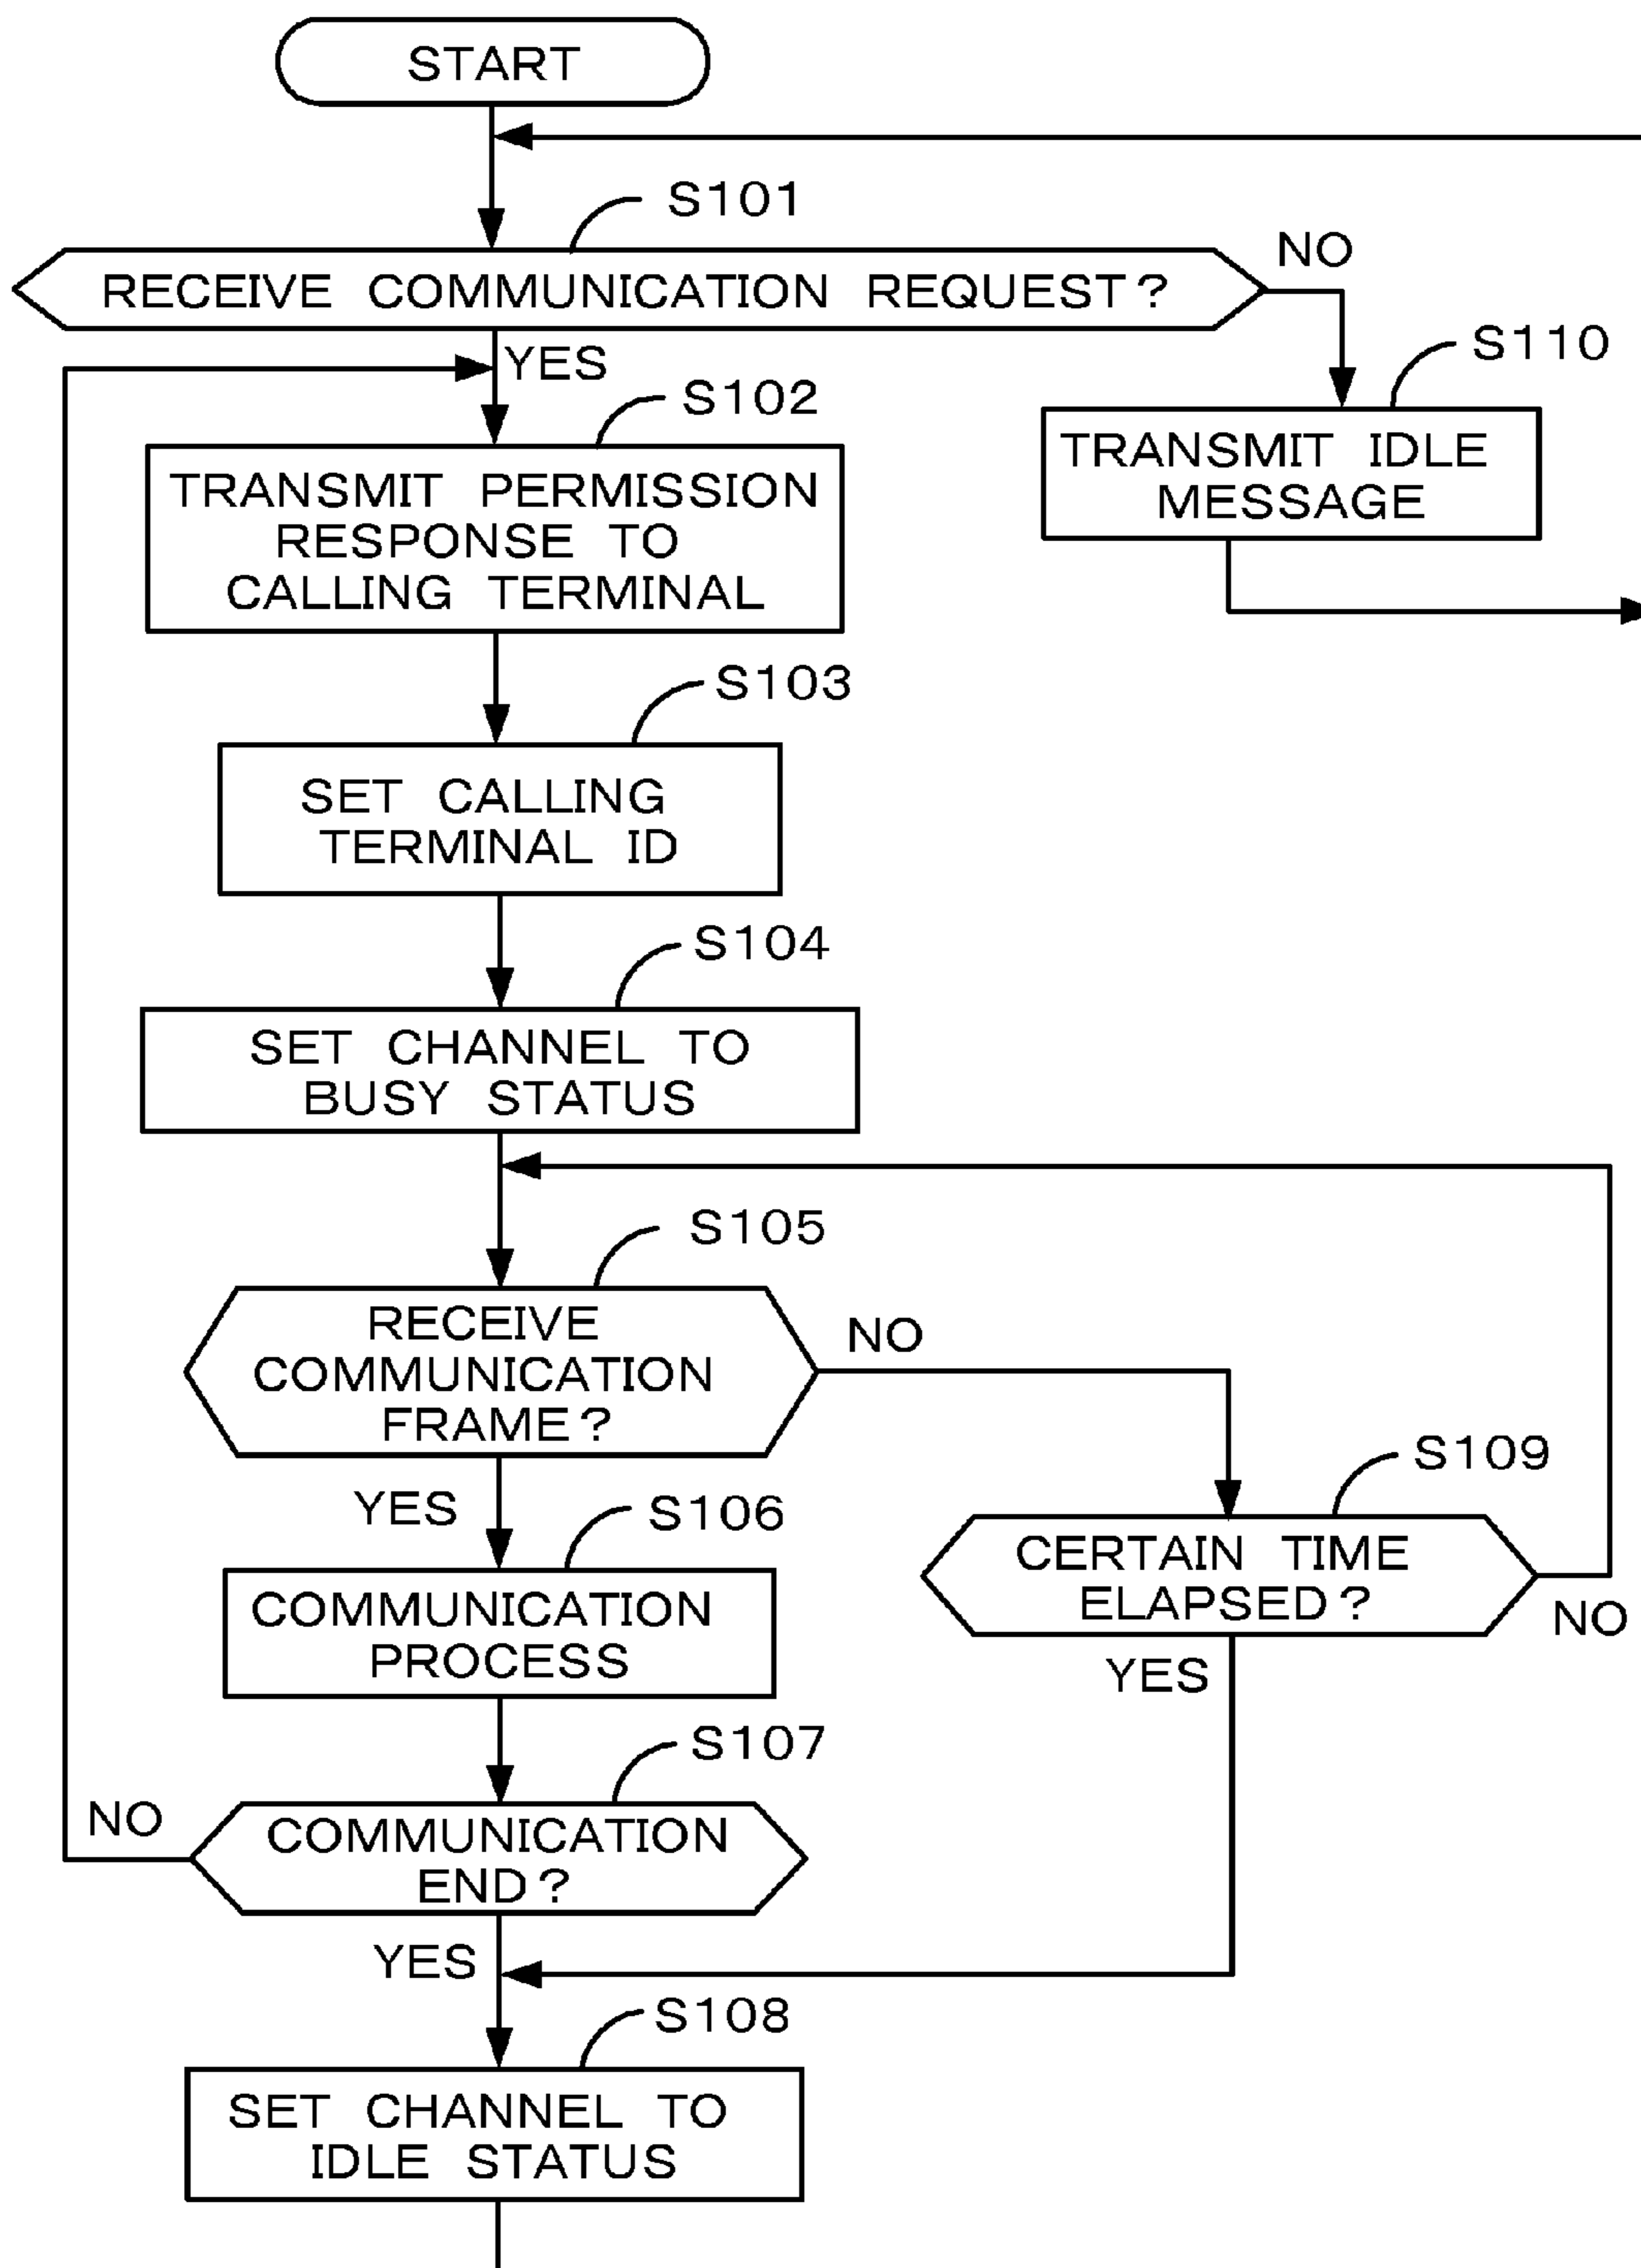 START
S101
RECEIVE COMMUNICATION REQUEST?
NO
YES
S110
TRANSMIT IDLE
MESSAGE
S102
TRANSMIT PERMISSION
RESPONSE TO
CALLING TERMINAL
S103
SET CALLING
TERMINAL ID
S104
SET CHANNEL TO
BUSY STATUS
S105
RECEIVE
COMMUNICATION
FRAME?
NO
YES
S109
CERTAIN TIME
ELAPSED?
NO
YES
S106
COMMUNICATION
PROCESS
S107
NO
COMMUNICATION
END?
YES
S108
SET CHANNEL TO
IDLE STATUS